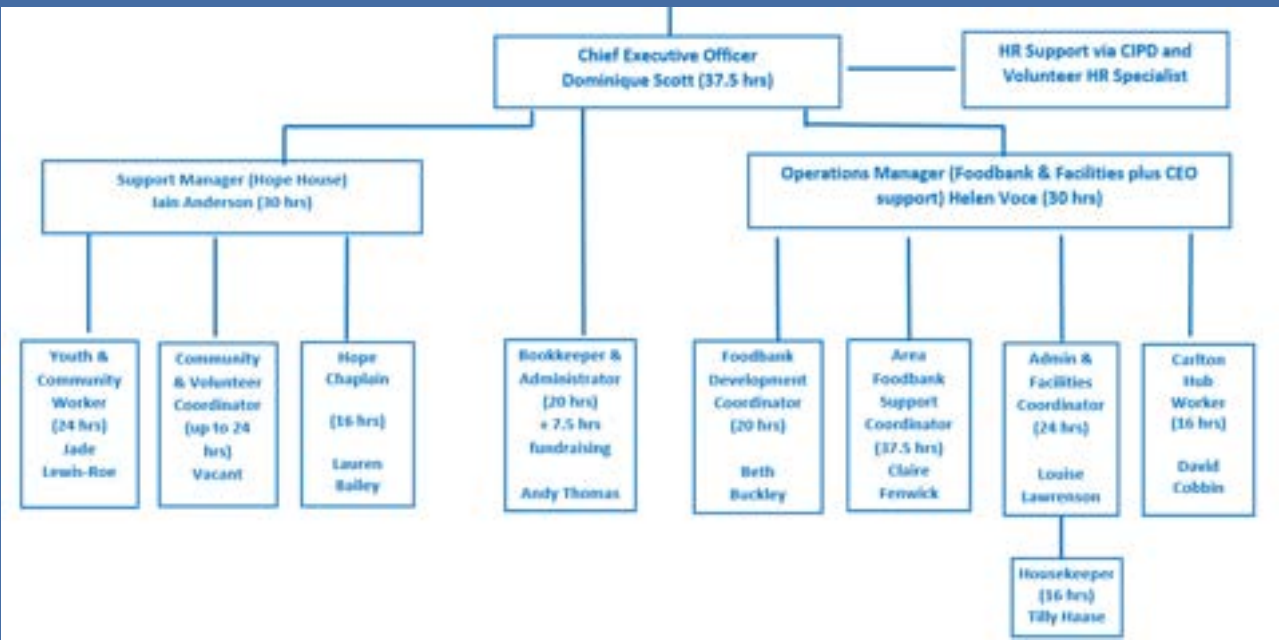 Chief Executive Officer
Dominique Scott (37.5 hrs)
HR Support via CIPD and
Volunteer HR Specialist
Support Manager (Hope House)
Iain Anderson (30 hrs)
Operations Manager (Foodbank & Facilities plus CEO
support) Helen Voce (30 hrs)
Youth &
Community
Worker
(24 hrs)
Jade
Lewis-Roe
Community
& Volunteer
Coordinator
(up to 24
hrs)
Vacant
Hope
Chaplain
(16 hrs)
Lauren
Bailey
Bookkeeper &
Administrator
(20 hrs)
+ 7.5 hrs
fundraising
Andy Thomas
Foodbank
Development
Coordinator
(20 hrs)
Beth
Buckley
Area
Foodbank
Support
Coordinator
(37.5 hrs)
Claire
Fenwick
Admin &
Facilities
Coordinator
(24 hrs)
Louise
Lawrenson
Carlton
Hub
Worker
(16 hrs)
David
Cobbin
Housekeeper
(16 hrs)
Tilly Haase